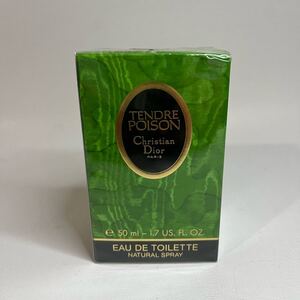 TENDRE
POISON
Christian
Dior
PARIS
℮ 50 ml – 1.7 US. FL. OZ.
EAU DE TOILETTE
NATURAL SPRAY